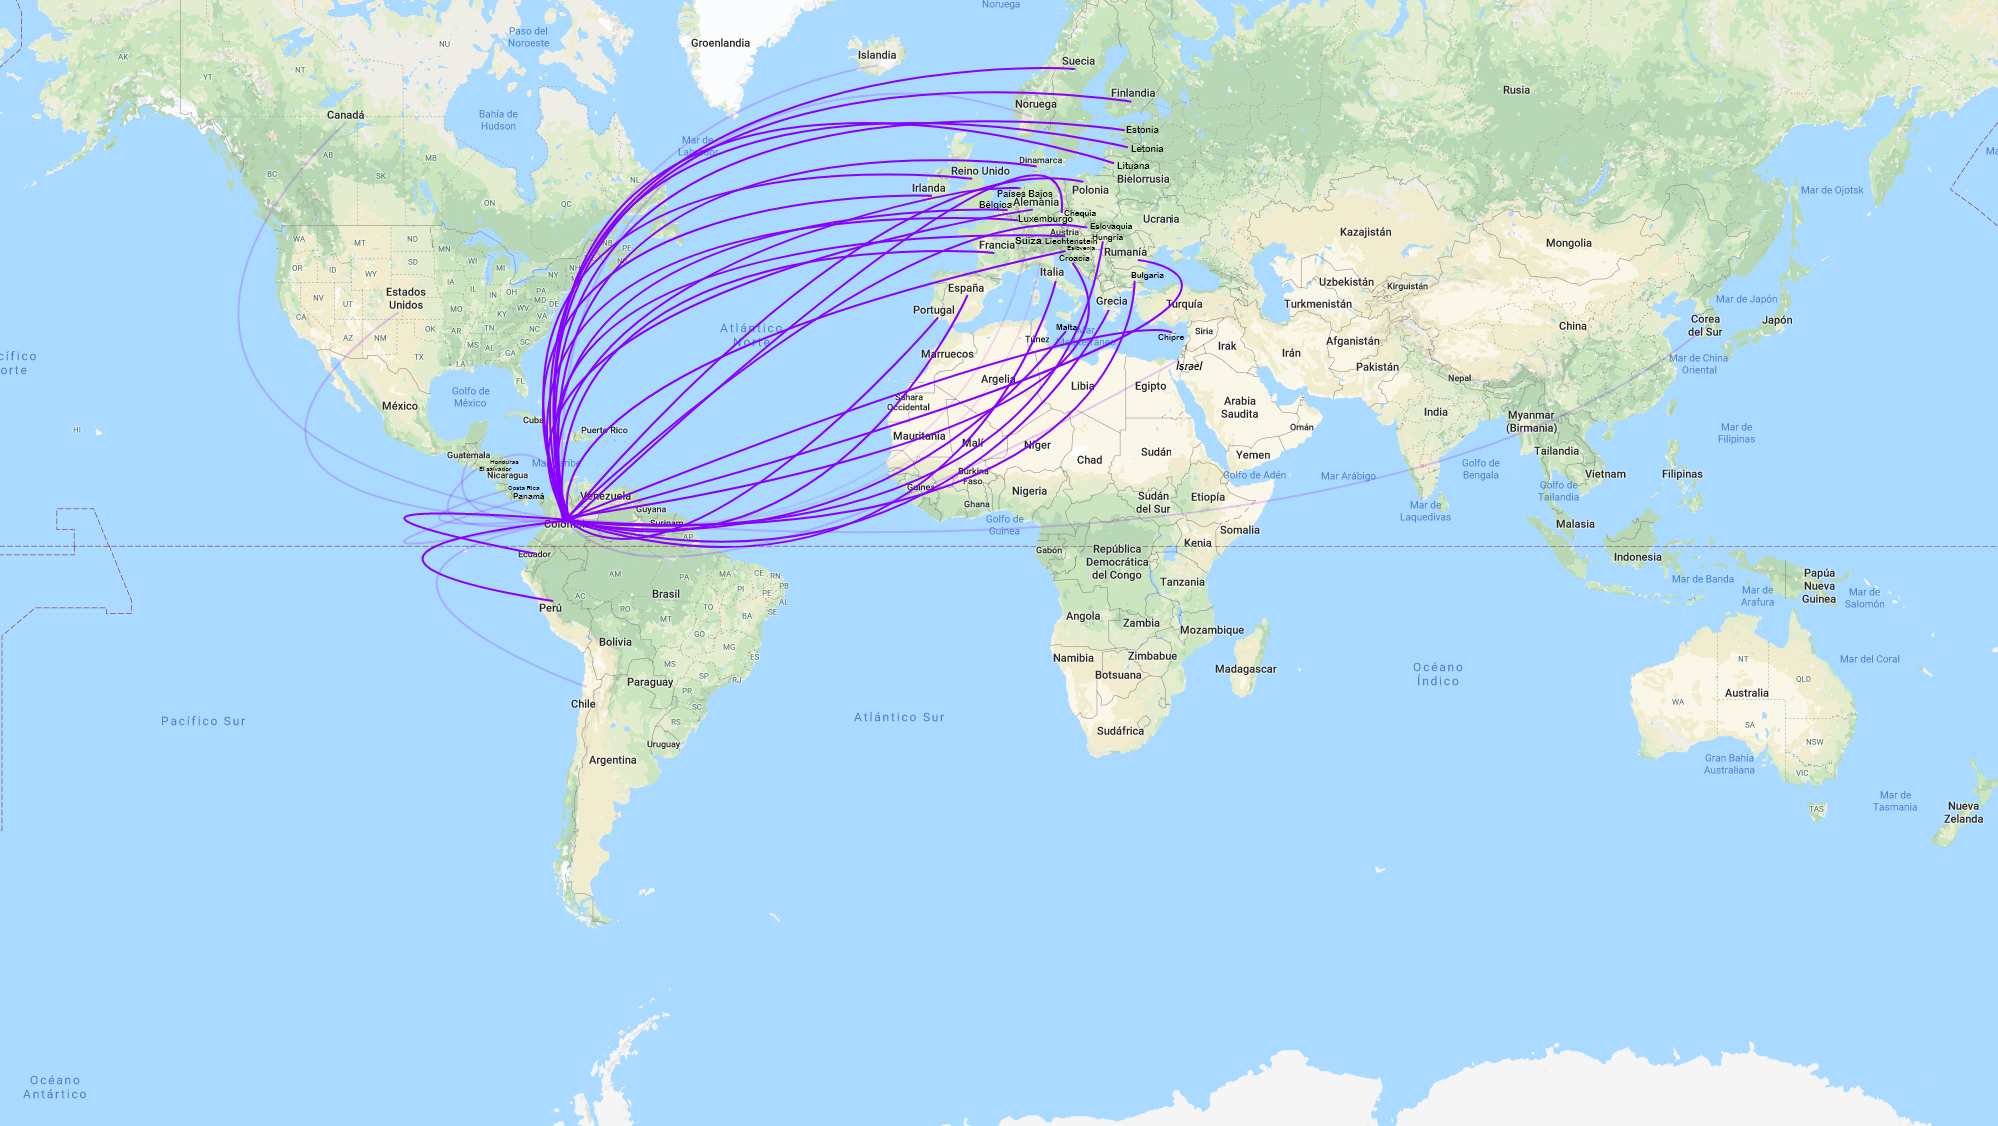 Noruega
Groenlandia
Islandia
Paso del
Noroeste
NU
AK
YT
NT
Suecia
Finlandia
Noruega
Rusia
Canadá
Bahía de
Hudson
Mar de
Labrador
Estonia
Letonia
Lituana
Bielorrusia
Dinamarca
Reino Unido
Irlanda
Países Bajos
Polonia
Bélgica
Alemania
Chequia
Luxemburgo
Ucrania
Eslovaquia
Austria
Hungría
Suiza
Liechtenstein
Eslovenia
Francia
Rumanía
Croacia
Italia
Bulgaria
España
Portugal
Grecia
Turquía
Malta
Mar
Mediterráneo
Chipre
Siria
Túnez
Irak
Israel
Irán
AB
BC
SK
MB
ON
QC
NL
NB
PE
NS
NH
WA
MT
ND
MN
OR
ID
SD
WI
MI
WY
IA
NE
NV
UT
IL
IN
OH
PA
CO
KS
MO
WV
MD
DE
KY
VA
CA
AZ
NM
OK
AR
TN
NC
SC
MS
AL
GA
TX
LA
FL
Estados
Unidos
Kazajistán
Mongolia
Uzbekistán
Kirguistán
Turkmenistán
Afganistán
Pakistán
Nepal
China
Corea
del Sur
Japón
Mar de Japón
Mar de Ojotsk
Mar de China
Oriental
Ma
cífico
orte
Atlántico
Norte
HI
Golfo de
México
México
Cuba
Puerto Rico
Mar Caribe
Guatemala
Honduras
El salvador
Nicaragua
Costa Rica
Panamá
Venezuela
Guyana
Surinam
Colombia
AP
Ecuador
Perú
Brasil
AM
PA
MA
CE
RN
PB
PE
AL
SE
PI
TO
BA
AC
RO
MT
GO
MG
ES
MS
SP
RJ
PR
SC
RS
Bolivia
Paraguay
Chile
Uruguay
Argentina
Marruecos
Argelia
Libia
Egipto
Sahara
Occidental
Mauritania
Malí
Níger
Chad
Sudán
Burkina
Faso
Guinea
Ghana
Nigeria
Sudán
del Sur
Etiopía
Somalia
Golfo de
Guinea
Gabón
República
Democrática
del Congo
Kenia
Tanzania
Angola
Zambia
Mozambique
Namibia
Zimbabue
Botsuana
Madagascar
Sudáfrica
Arabia
Saudita
Omán
Yemen
Golfo de Adén
Mar Arábigo
India
Mar de
Laquedivas
Golfo de
Bengala
Myanmar
(Birmania)
Tailandia
Golfo de
Tailandia
Vietnam
Filipinas
Mar de
Filipinas
Malasia
Indonesia
Mar de Banda
Mar de
Arafura
Papúa
Nueva
Guinea
Mar de
Salomón
Mar del Coral
Australia
NT
WA
QLD
SA
NSW
VIC
TAS
Gran Bahía
Australiana
Mar de
Tasmania
Nueva
Zelanda
Pacífico Sur
Atlántico Sur
Océano
Índico
Océano
Antártico